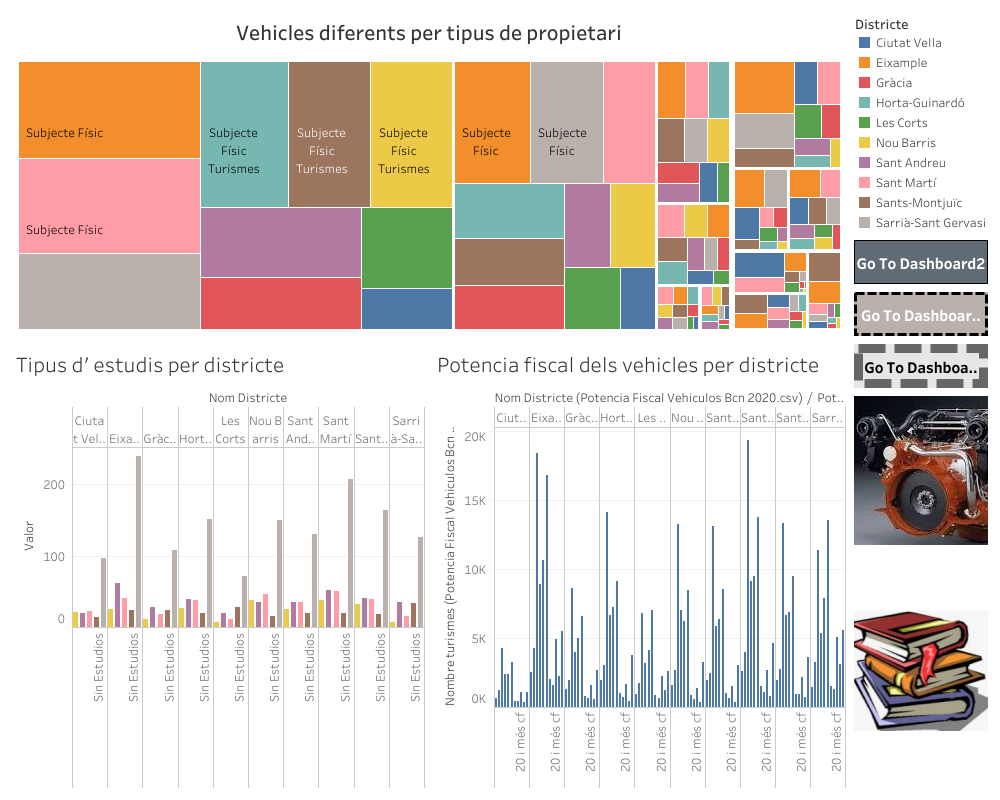 Vehicles diferents per tipus de propietari
Districte
Ciutat Vella
Eixample
Gràcia
Horta-Guinardó
Les Corts
Nou Barris
Sant Andreu
Sant Martí
Sants-Montjuïc
Sarrià-Sant Gervasi
Subjecte Físic
Subjecte
Físic
Turismes
Subjecte
Físic
Turismes
Subjecte
Físic
Turismes
Subjecte
Físic
Subjecte
Físic
Subjecte Físic
Go To Dashboard2
Go To Dashboar..
Go To Dashboa..
Tipus d’ estudis per districte
Nom Districte
Ciuta
t Vel..
Eixa..
Gràc..
Hort..
Les
Corts
Nou B
arris
Sant
And..
Sant
Martí
Sant..
Sarri
à-Sa..
Valor
200
100
0
Sin Estudios
Sin Estudios
Sin Estudios
Sin Estudios
Sin Estudios
Sin Estudios
Sin Estudios
Sin Estudios
Sin Estudios
Sin Estudios
Potencia fiscal dels vehicles per districte
Nom Districte (Potencia Fiscal Vehiculos Bcn 2020.csv) / Pot..
Ciut..
Eixa..
Gràc..
Hort..
Les ..
Nou ..
Sant..
Sant..
Sant..
Sarr..
Nombre turismes (Potencia Fiscal Vehiculos Bcn ..
20K
15K
10K
5K
0K
20 i més cf
20 i més cf
20 i més cf
20 i més cf
20 i més cf
20 i més cf
20 i més cf
20 i més cf
20 i més cf
20 i més cf